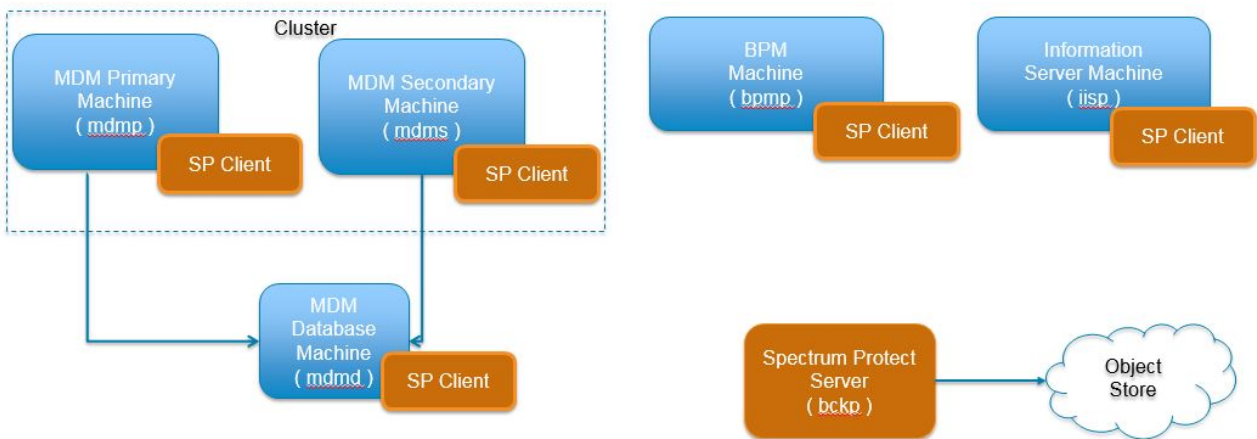 Cluster
MDM Primary
Machine
( mdmp )
SP Client
MDM Secondary
Machine
( mdms )
SP Client
BPM
Machine
( bpmp )
SP Client
Information
Server Machine
( iisp )
SP Client
MDM
Database
Machine
( mdmd )
SP Client
Spectrum Protect
Server
( bckp )
Object
Store